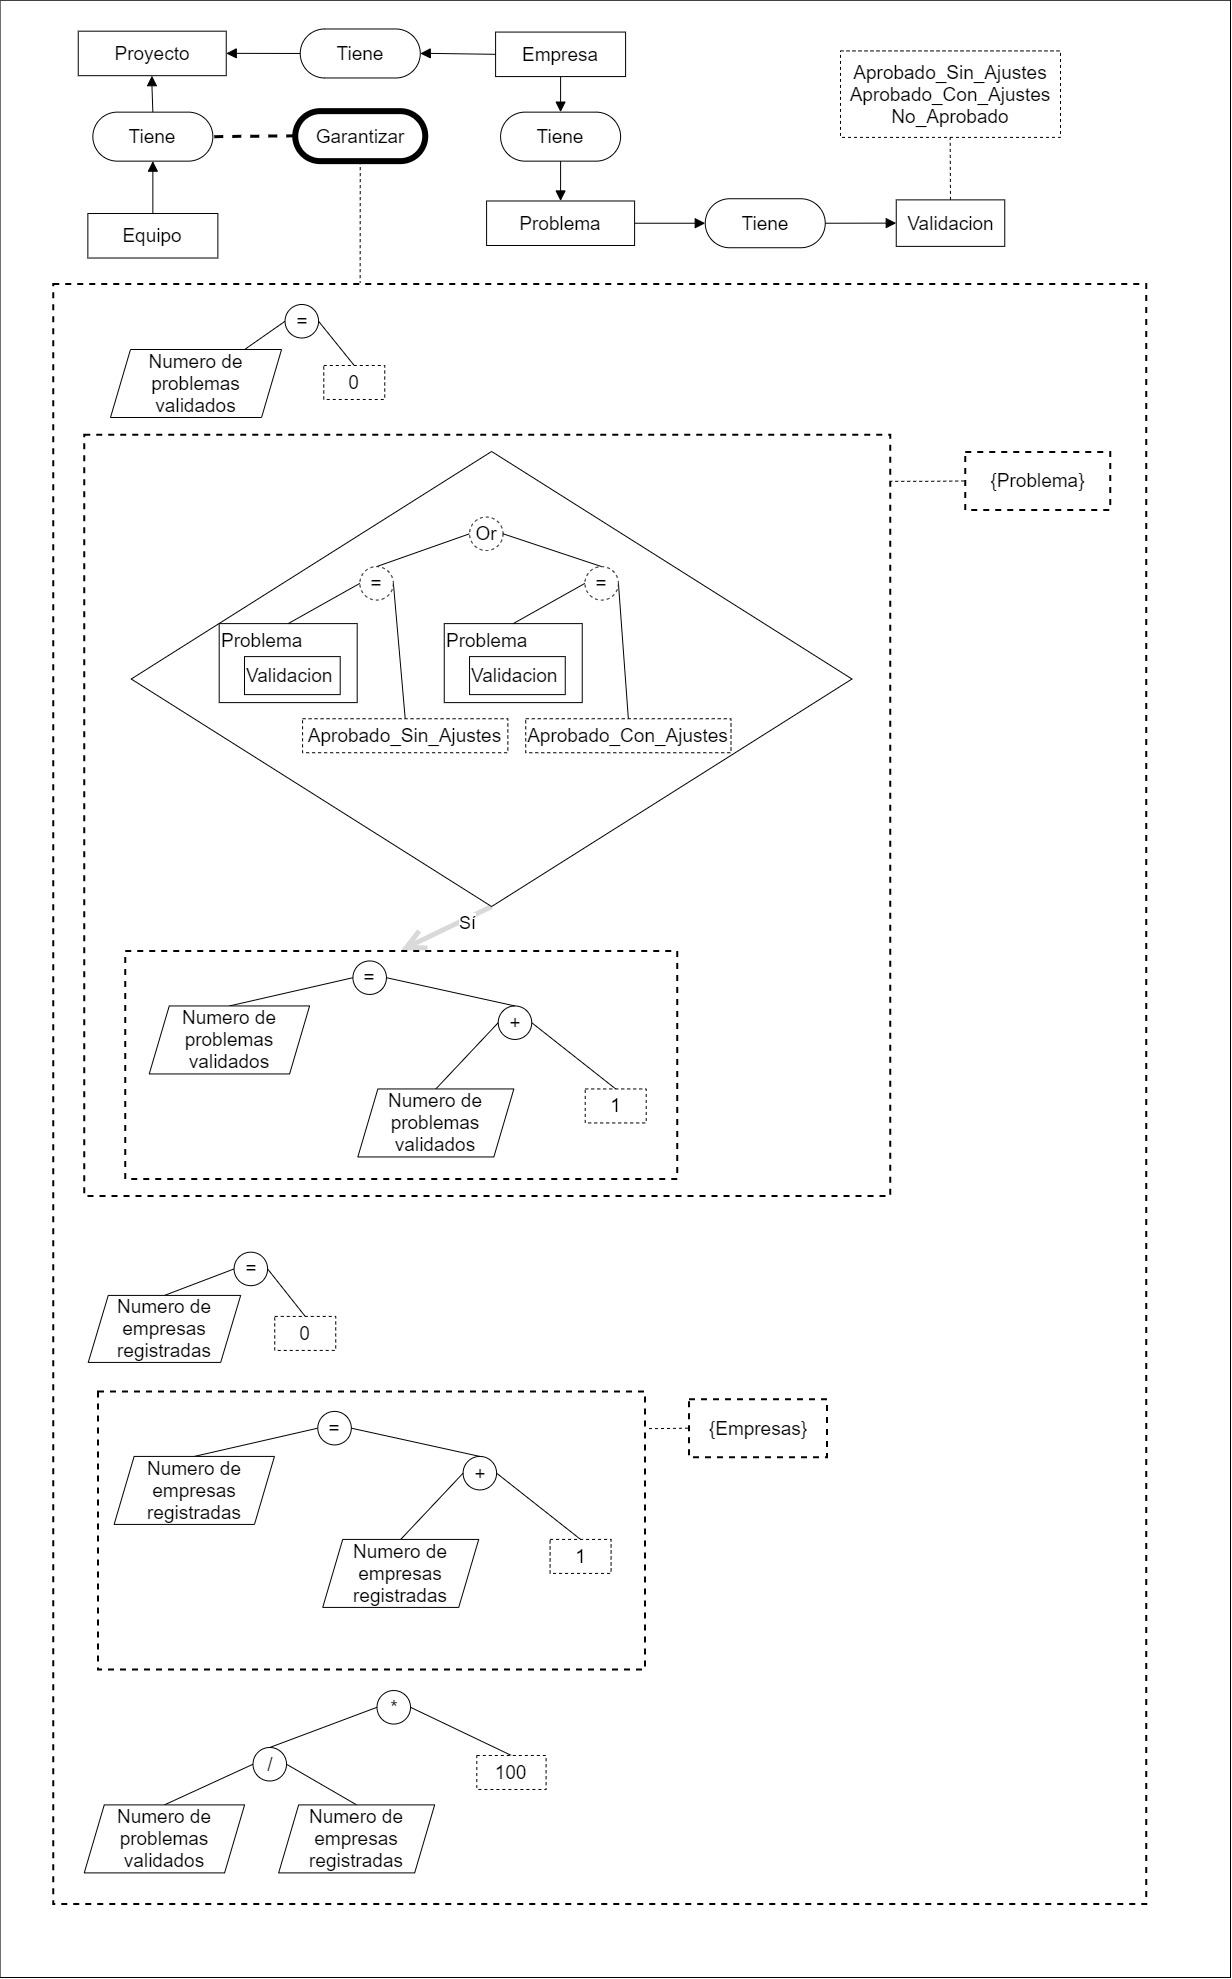 Proyecto
Tiene
Empresa
Aprobado_Sin_Ajustes
Aprobado_Con_Ajustes
No_Aprobado
Tiene
Garantizar
Tiene
Equipo
Problema
Tiene
Validacion
=
Numero de
problemas
validados
0
{Problema}
Or
=
=
Problema
Validacion
Problema
Validacion
Aprobado_Sin_Ajustes
Aprobado_Con_Ajustes
Sí
=
Numero de
problemas
validados
+
Numero de
problemas
validados
1
=
Numero de
empresas
registradas
0
{Empresas}
=
Numero de
empresas
registradas
+
Numero de
empresas
registradas
1
*
/
100
Numero de
problemas
validados
Numero de
empresas
registradas